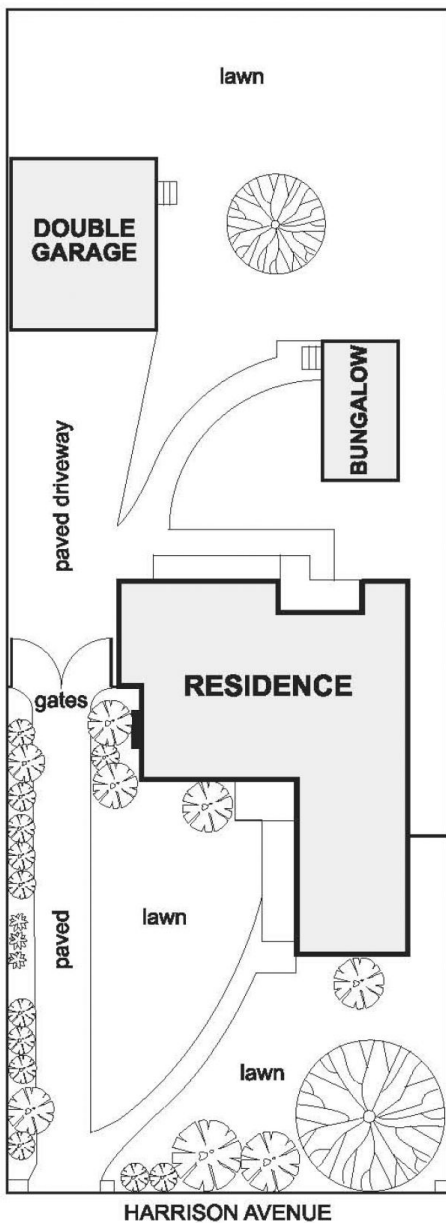 lawn
DOUBLE
GARAGE
BUNGALOW
paved driveway
RESIDENCE
gates
paved
lawn
lawn
HARRISON AVENUE